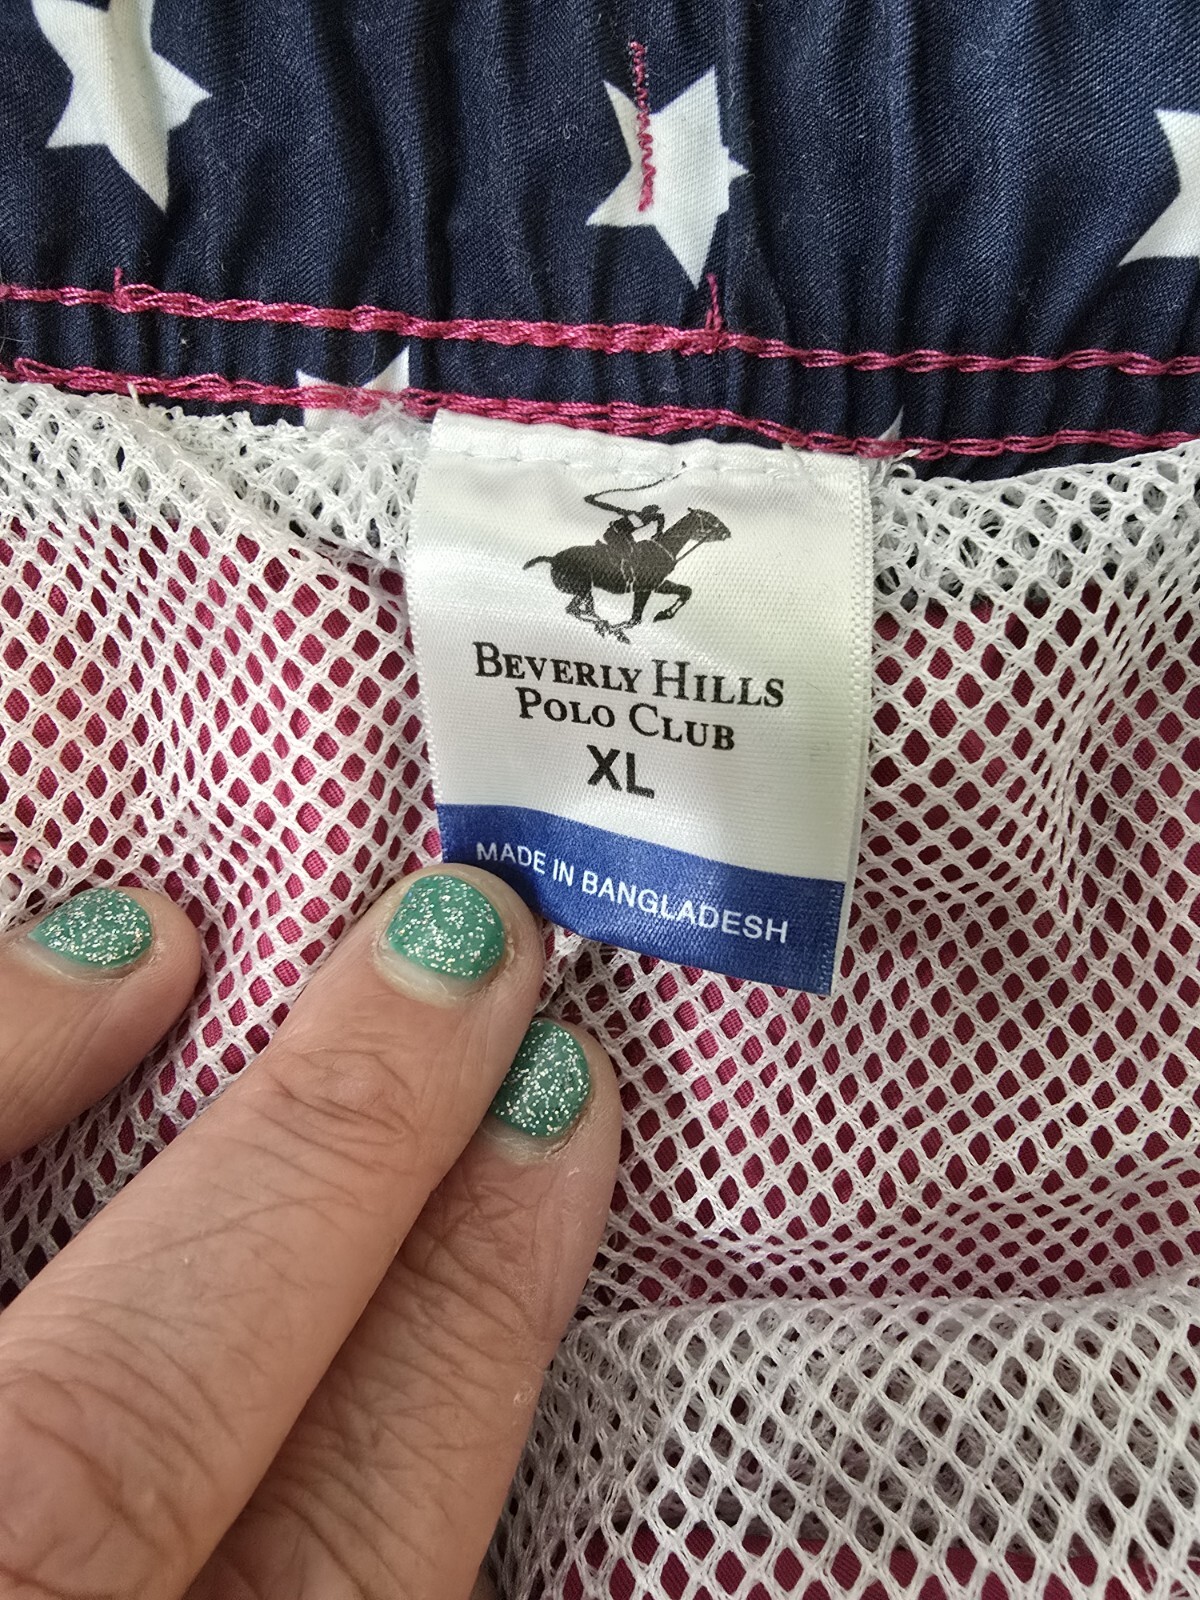 BEVERLY HILLS
POLO CLUB
XL
MADE IN BANGLADESH